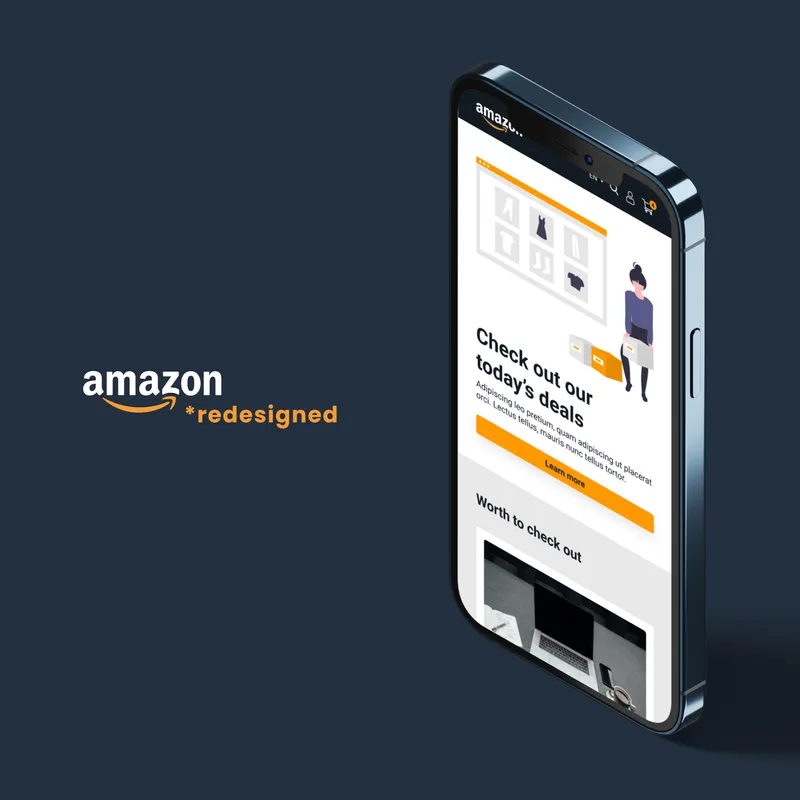 amazon
*redesigned
amazon
EN
4
Check out our
today's deals
Adipiscing leo pretium, quam adipiscing ut placerat
orci. Lectus tellus, mauris nunc tellus tortor.
Learn more
Worth to check out